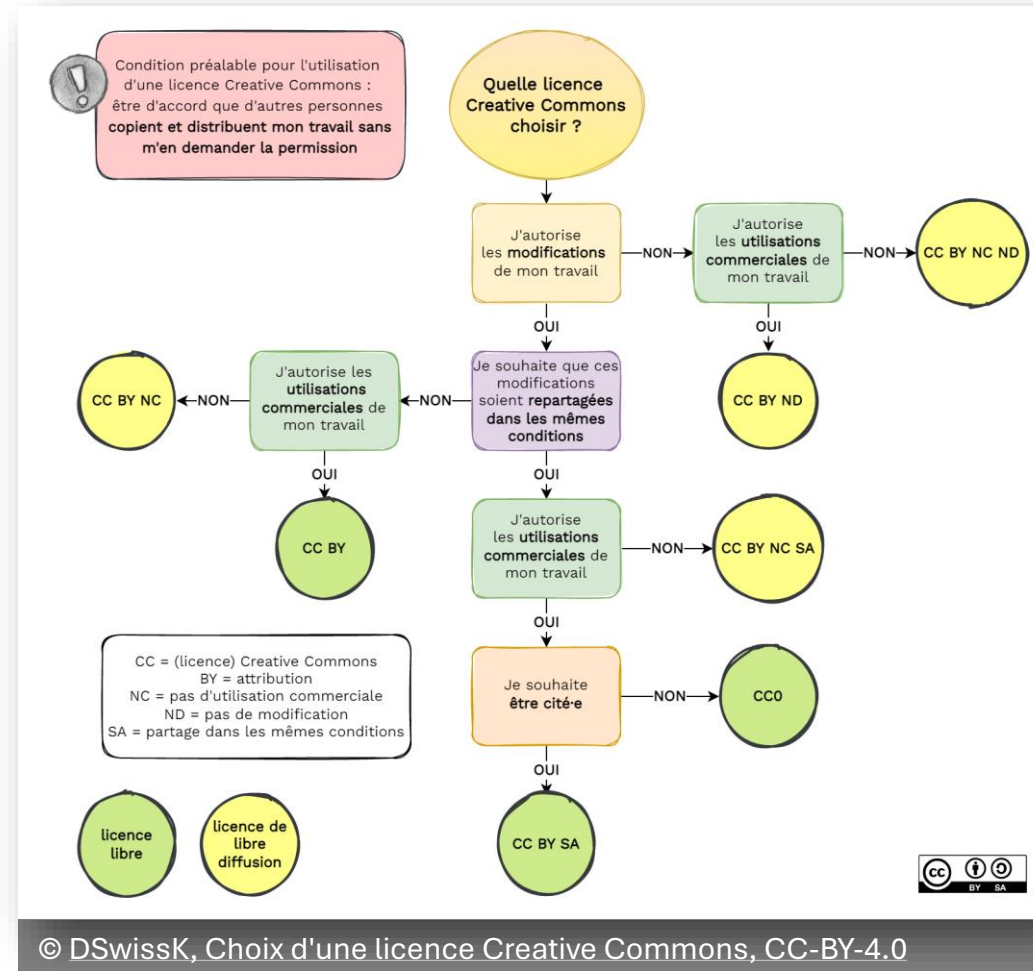 Condition préalable pour l'utilisation
d'une licence Creative Commons :
être d'accord que d'autres personnes
copient et distribuent mon travail sans
m'en demander la permission
Quelle licence
Creative Commons
choisir ?
J'autorise
les modifications
de mon travail
NON
J'autorise
les utilisations
commerciales de
mon travail
NON
CC BY NC ND
OUI
OUI
CC BY ND
Je souhaite que ces
modifications
soient repartagées
dans les mêmes
conditions
NON
J'autorise les
utilisations
commerciales de
mon travail
NON
CC BY NC
OUI
CC BY
OUI
J'autorise
les utilisations
commerciales de
mon travail
NON
CC BY NC SA
OUI
Je souhaite
être cité·e
NON
CC0
OUI
CC BY SA
CC = (licence) Creative Commons
BY = attribution
NC = pas d'utilisation commerciale
ND = pas de modification
SA = partage dans les mêmes conditions
licence
libre
licence de
libre
diffusion
cc
BY SA
© DSwissK, Choix d'une licence Creative Commons, CC-BY-4.0